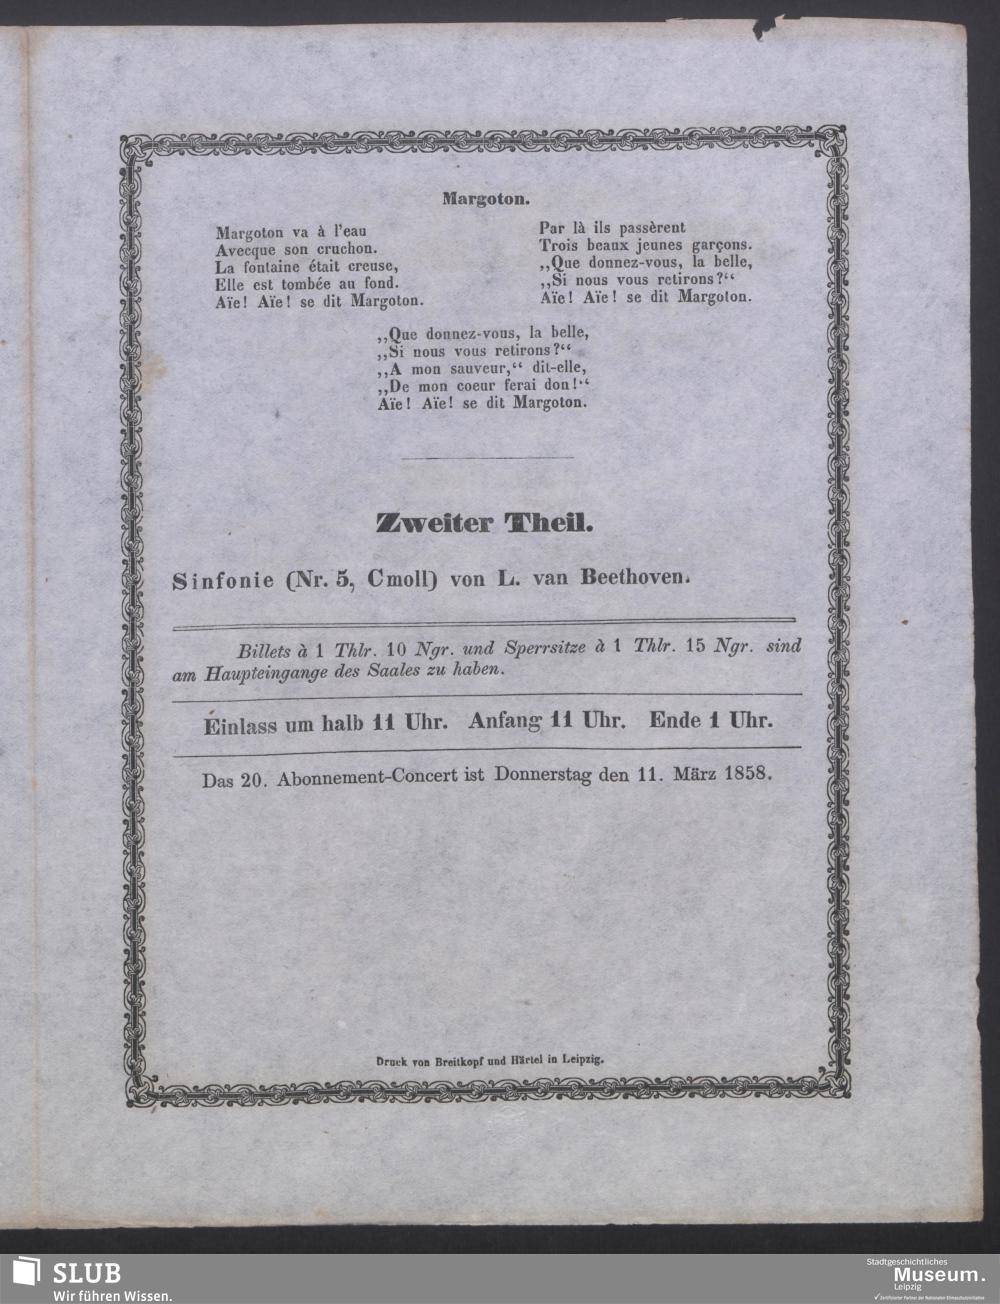 Margoton.
Margoton va à l'eau
Avecque son cruchon.
La fontaine était creuse,
Elle est tombée au fond.
Aïe! Aïe! se dit Margoton.
Par là ils passèrent
Trois beaux jeunes garçons.
„Que donnez-vous, la belle,
„Si nous vous retirons?“
Aïe! Aïe! se dit Margoton.
„Que donnez-vous, la belle,
„Si nous vous retirons?“
„A mon sauveur,“ dit-elle,
„De mon coeur ferai don!“
Aïe! Aïe! se dit Margoton.
Zweiter Theil.
Sinfonie (Nr. 5, Cmoll) von L. van Beethoven.
Billets à 1 Thlr. 10 Ngr. und Sperrsitze à 1 Thlr. 15 Ngr. sind
am Haupteingange des Saales zu haben.
Einlass um halb 11 Uhr. Anfang 11 Uhr. Ende 1 Uhr.
Das 20. Abonnement-Concert ist Donnerstag den 11. März 1858.
Druck von Breitkopf und Härtel in Leipzig.
SLUB
Wir führen Wissen.
Stadtgeschichtliches
Museum.
Leipzig
Zertifizierter Partner der Nationalen Klimaschutzinitiative